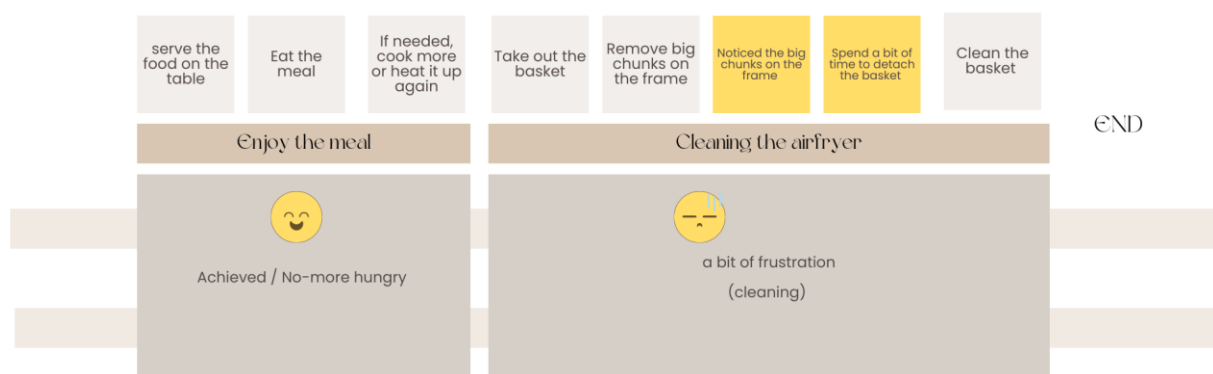 serve the
food on the
table
Eat the
meal
If needed,
cook more
or heat it up
again
Take out the
basket
Remove big
chunks on
the frame
Noticed the big
chunks on the
frame
Spend a bit of
time to detach
the basket
Clean the
basket
Enjoy the meal
Cleaning the airfryer
END
Achieved / No-more hungry
a bit of frustration
(cleaning)